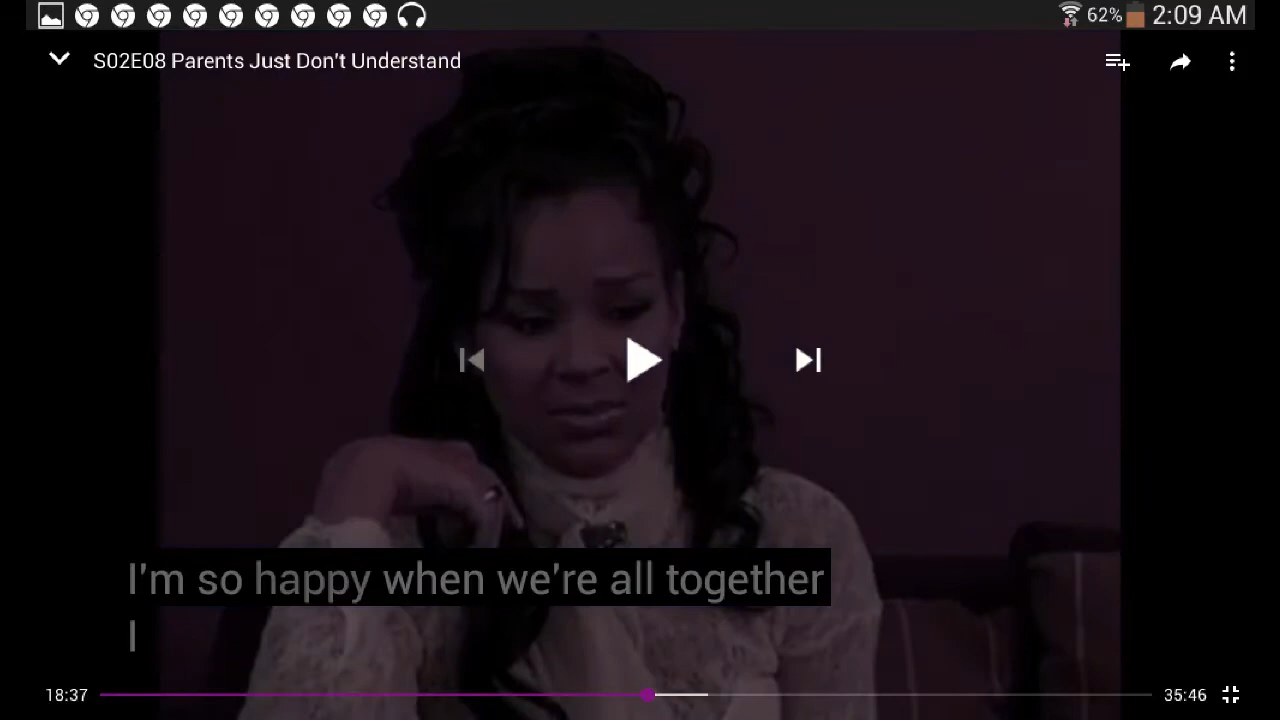 62% 2:09 AM
S02E08 Parents Just Don't Understand
I'm so happy when we're all together
I
18:37 35:46